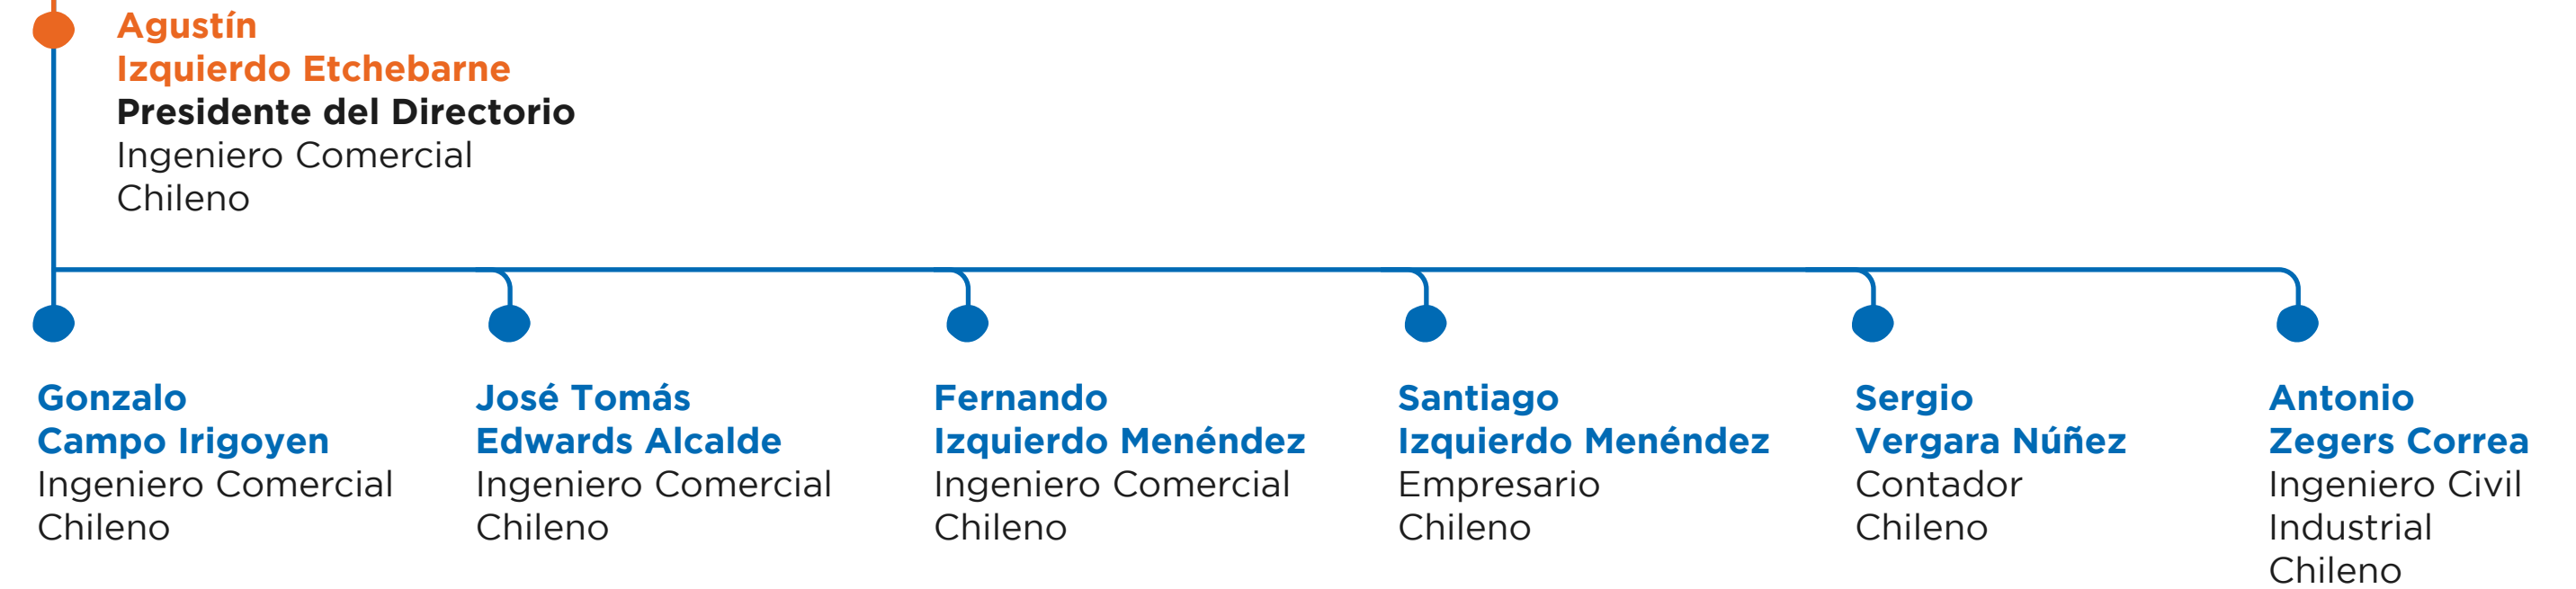 Agustín
Izquierdo Etchebarne
Presidente del Directorio
Ingeniero Comercial
Chileno
Gonzalo
Campo Irigoyen
Ingeniero Comercial
Chileno
José Tomás
Edwards Alcalde
Ingeniero Comercial
Chileno
Fernando
Izquierdo Menéndez
Ingeniero Comercial
Chileno
Santiago
Izquierdo Menéndez
Empresario
Chileno
Sergio
Vergara Núñez
Contador
Chileno
Antonio
Zegers Correa
Ingeniero Civil
Industrial
Chileno